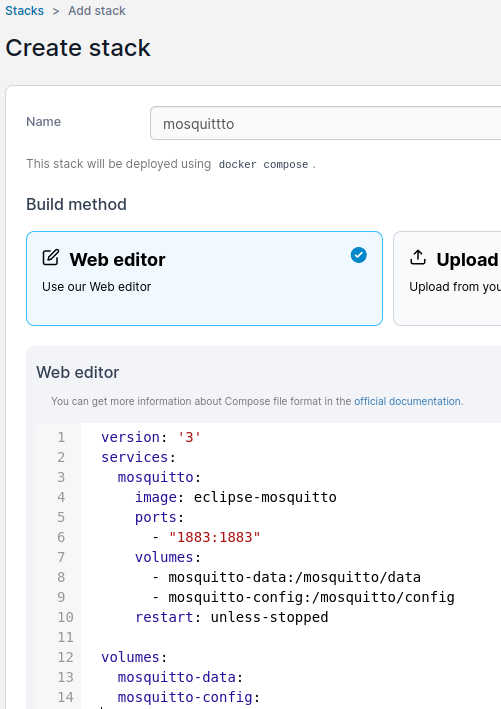 Stacks > Add stack
Create stack
Name
mosquittto
This stack will be deployed using docker compose .
Build method
Web editor
Use our Web editor
Upload
Upload from you
Web editor
You can get more information about Compose file format in the official documentation.
1 version: '3'
2 services:
3   mosquitto:
4     image: eclipse-mosquitto
5     ports:
6       - "1883:1883"
7     volumes:
8       - mosquitto-data:/mosquitto/data
9       - mosquitto-config:/mosquitto/config
10     restart: unless-stopped
11
12 volumes:
13   mosquitto-data:
14   mosquitto-config: